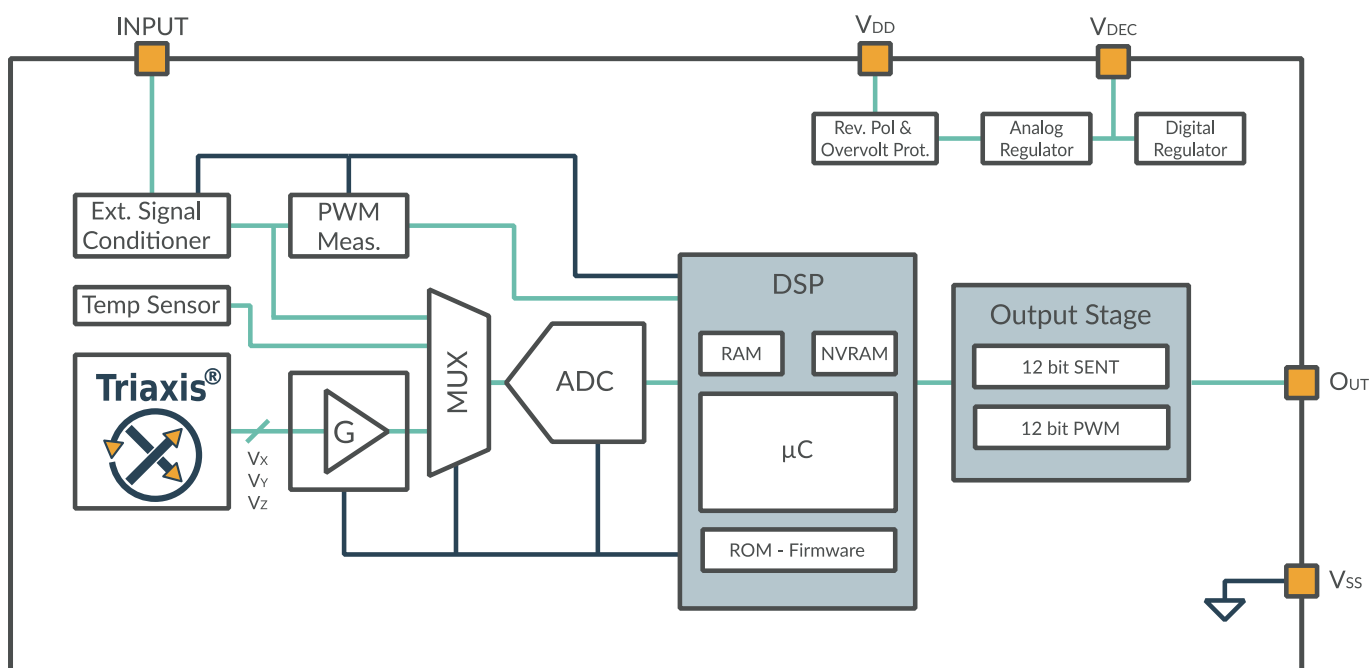 INPUT
VDD
VDEC
Rev. Pol &
Overvolt Prot.
Analog
Regulator
Digital
Regulator
Ext. Signal
Conditioner
PWM
Meas.
Temp Sensor
Triaxis®
VX
VY
VZ
G
MUX
ADC
DSP
RAM
NVRAM
µC
ROM - Firmware
Output Stage
12 bit SENT
12 bit PWM
OUT
VSS